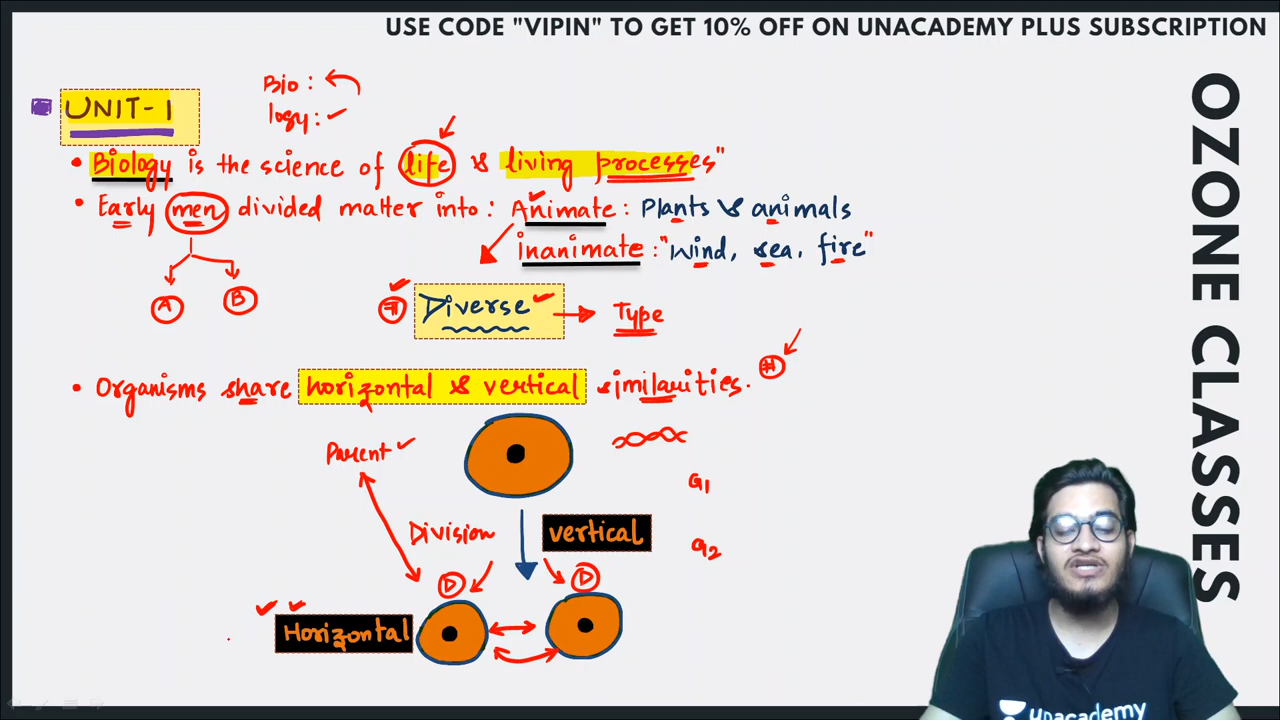 USE CODE "VIPIN" TO GET 10% OFF ON UNACADEMY PLUS SUBSCRIPTION
OZONE CLASSES
Bio :
logy :
UNIT-1
• Biology is the science of life & living processes"
• Early men divided matter into : Animate : Plants & animals
inanimate : "Wind, sea, fire"
A B
# Diverse → Type
• Organisms share horizontal & vertical similarities. #
Parent
G1
Division vertical
G2
D D
Horizontal
unacademy